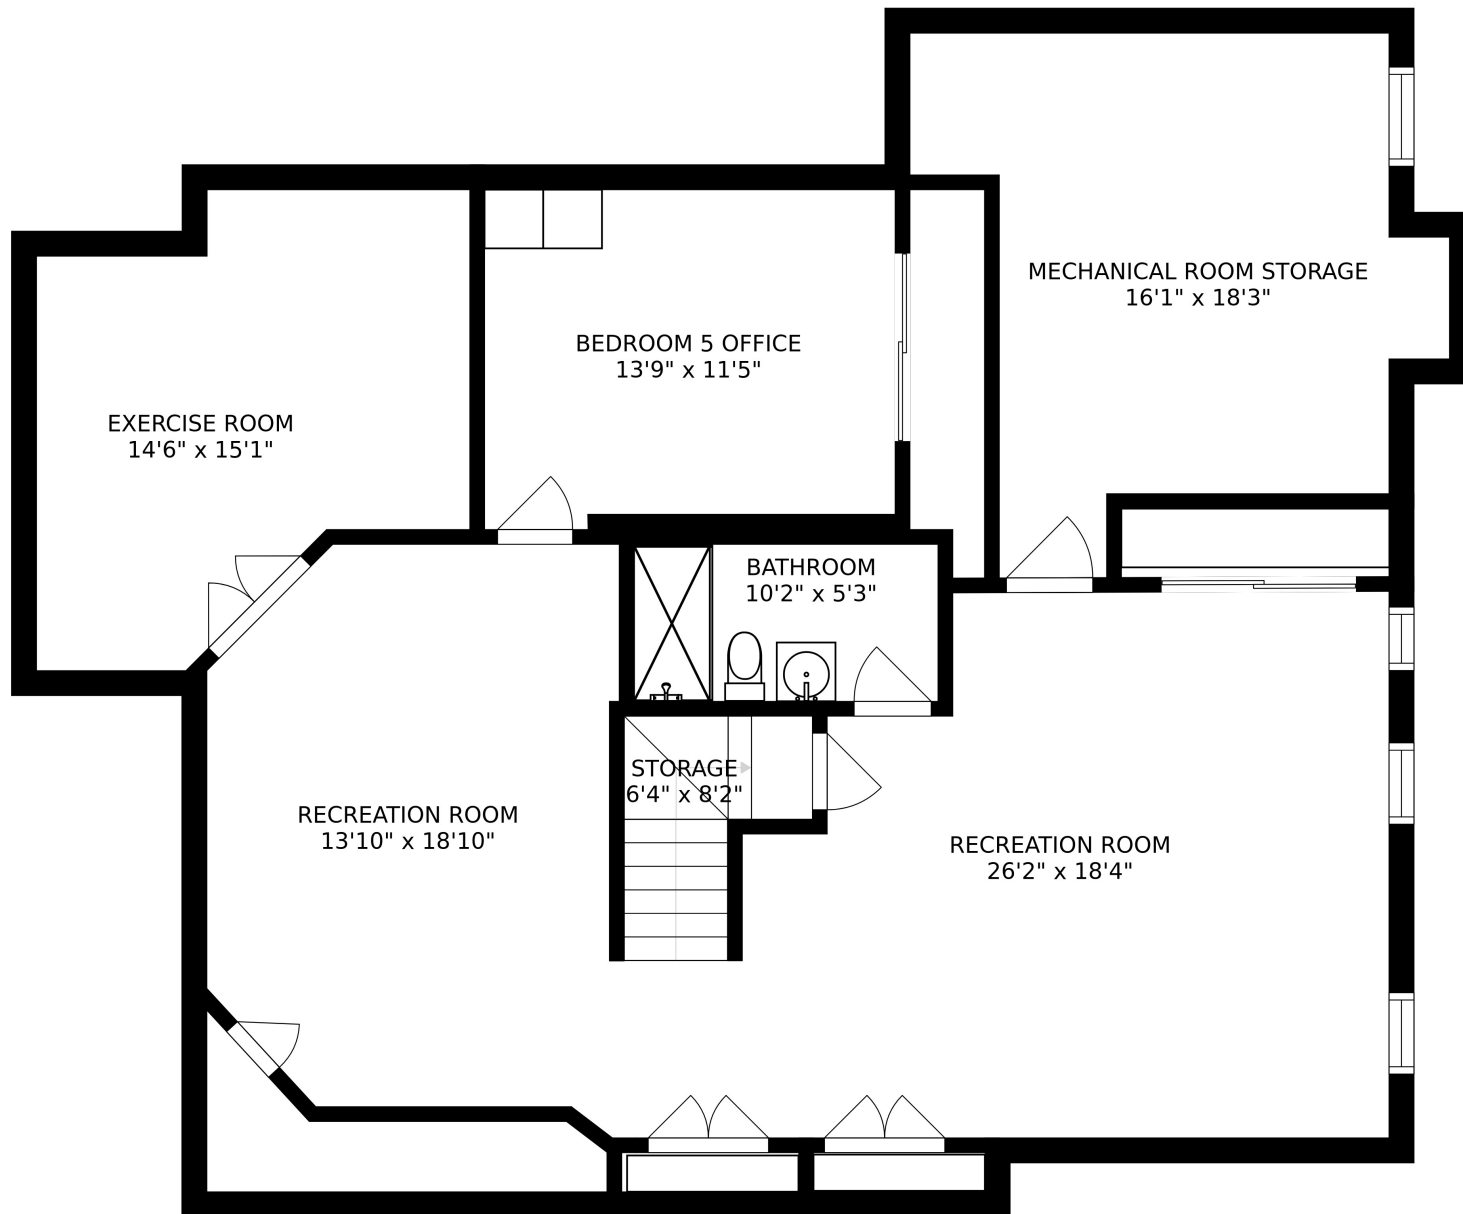 MECHANICAL ROOM STORAGE
16'1" x 18'3"
BEDROOM 5 OFFICE
13'9" x 11'5"
EXERCISE ROOM
14'6" x 15'1"
BATHROOM
10'2" x 5'3"
STORAGE
6'4" x 8'2"
RECREATION ROOM
13'10" x 18'10"
RECREATION ROOM
26'2" x 18'4"